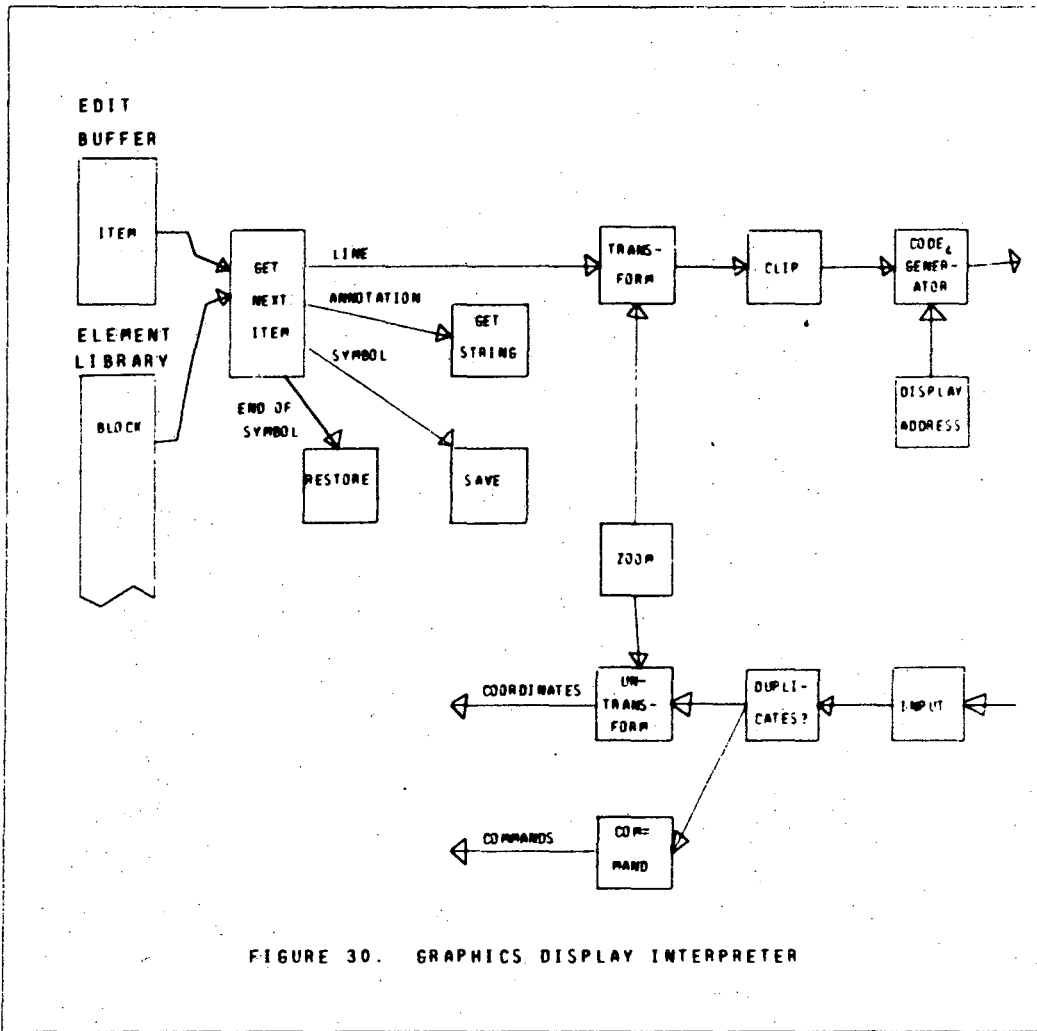 EDIT
BUFFER
ITEM
ELEMENT
LIBRARY
BLOCK
GET
NEXT
ITEM
LINE
ANNOTATION
SYMBOL
END OF
SYMBOL
GET
STRING
RESTORE
SAVE
TRANS-
FORM
CLIP
CODE
GENER-
ATOR
DISPLAY
ADDRESS
ZOOM
COORDINATES
UN-
TRANS-
FORM
DUPLI-
CATES?
INPUT
COMMANDS
COM=
MAND
FIGURE 30. GRAPHICS DISPLAY INTERPRETER